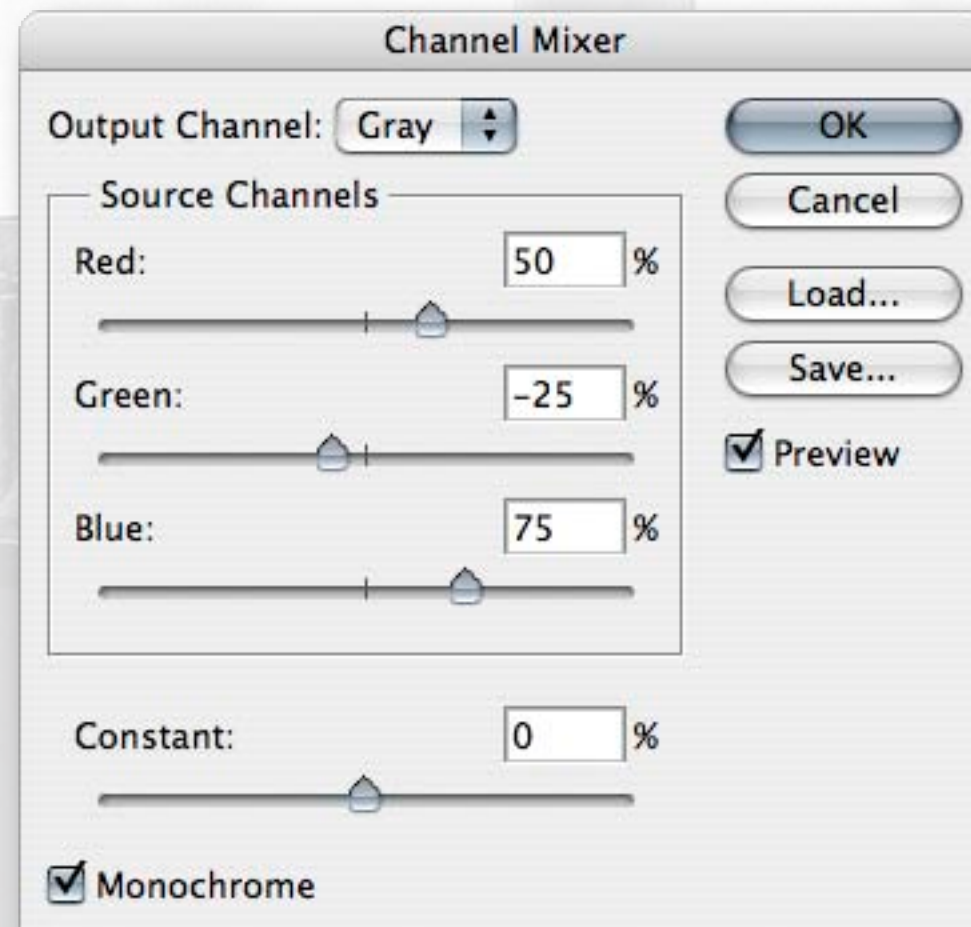 Channel Mixer
Output Channel: Gray
OK
Source Channels
Cancel
Red: 50 %
Load...
Green: -25 %
Save...
Preview
Blue: 75 %
Constant: 0 %
Monochrome